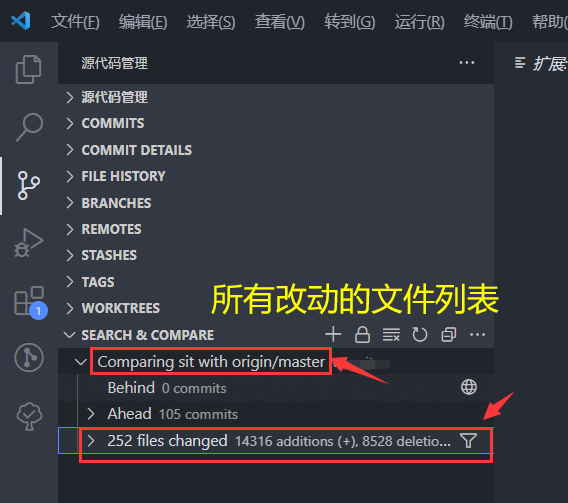 文件(F) 编辑(E) 选择(S) 查看(V) 转到(G) 运行(R) 终端(T) 帮助(
源代码管理 ...
扩展:
源代码管理
COMMITS
COMMIT DETAILS
FILE HISTORY
BRANCHES
REMOTES
STASHES
TAGS
所有改动的文件列表
1
WORKTREES
SEARCH & COMPARE ...
Comparing sit with origin/master
Behind 0 commits
Ahead 105 commits
252 files changed 14316 additions (+), 8528 deletio...